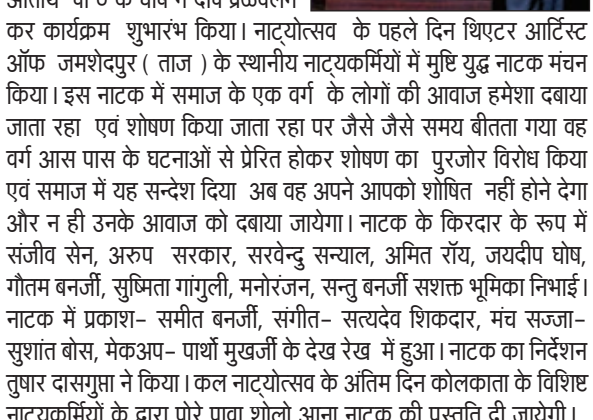 कर कार्यक्रम शुभारंभ किया। नाट्योत्सव के पहले दिन थिएटर आर्टिस्ट
ऑफ जमशेदपुर ( ताज ) के स्थानीय नाट्यकर्मियों में मुष्टि युद्ध नाटक मंचन
किया। इस नाटक में समाज के एक वर्ग के लोगों की आवाज हमेशा दबाया
जाता रहा एवं शोषण किया जाता रहा पर जैसे जैसे समय बीतता गया वह
वर्ग आस पास के घटनाओं से प्रेरित होकर शोषण का पुरजोर विरोध किया
एवं समाज में यह सन्देश दिया अब वह अपने आपको शोषित नहीं होने देगा
और न ही उनके आवाज को दबाया जायेगा। नाटक के किरदार के रूप में
संजीव सेन, अरुप सरकार, सरवेन्दु सन्याल, अमित रॉय, जयदीप घोष,
गौतम बनर्जी, सुष्मिता गांगुली, मनोरंजन, सन्तु बनर्जी सशक्त भूमिका निभाई।
नाटक में प्रकाश- समीत बनर्जी, संगीत- सत्यदेव शिकदार, मंच सज्जा-
सुशांत बोस, मेकअप- पार्थो मुखर्जी के देख रेख में हुआ। नाटक का निर्देशन
तुषार दासगुप्ता ने किया। कल नाट्योत्सव के अंतिम दिन कोलकाता के विशिष्ट
नाट्यकर्मियों के द्वारा पोरे पावा शोलो आना नाटक की प्रस्तुति दी जायेगी।